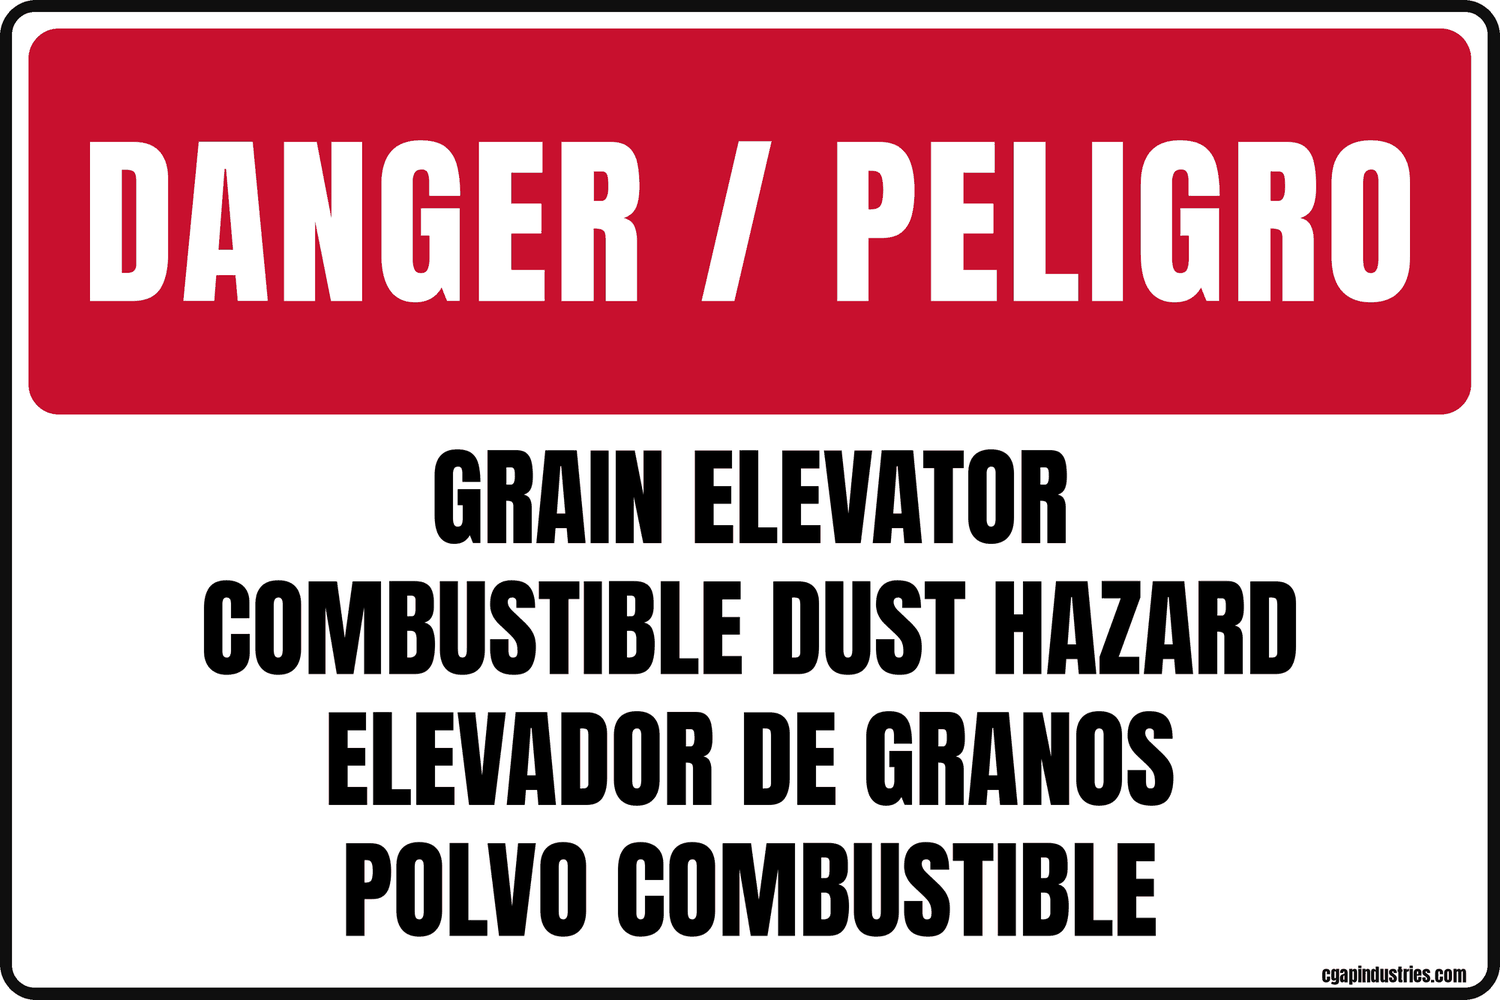 DANGER / PELIGRO
GRAIN ELEVATOR
COMBUSTIBLE DUST HAZARD
ELEVADOR DE GRANOS
POLVO COMBUSTIBLE
cgapindustries.com